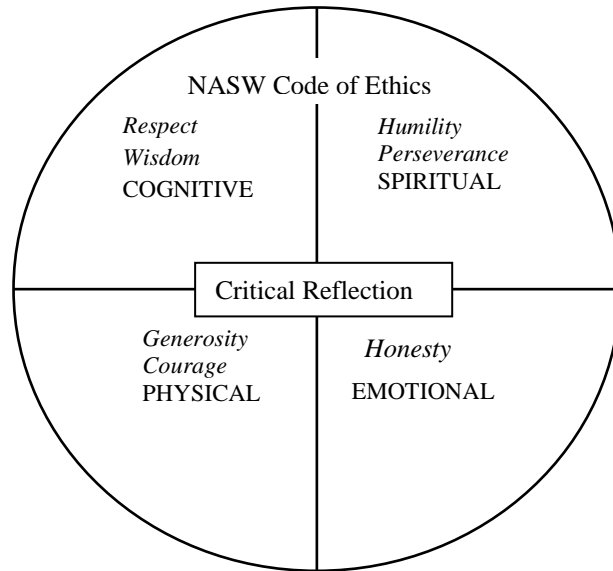 NASW Code of Ethics
Respect
Wisdom
COGNITIVE
Humility
Perseverance
SPIRITUAL
Critical Reflection
Generosity
Courage
PHYSICAL
Honesty
EMOTIONAL